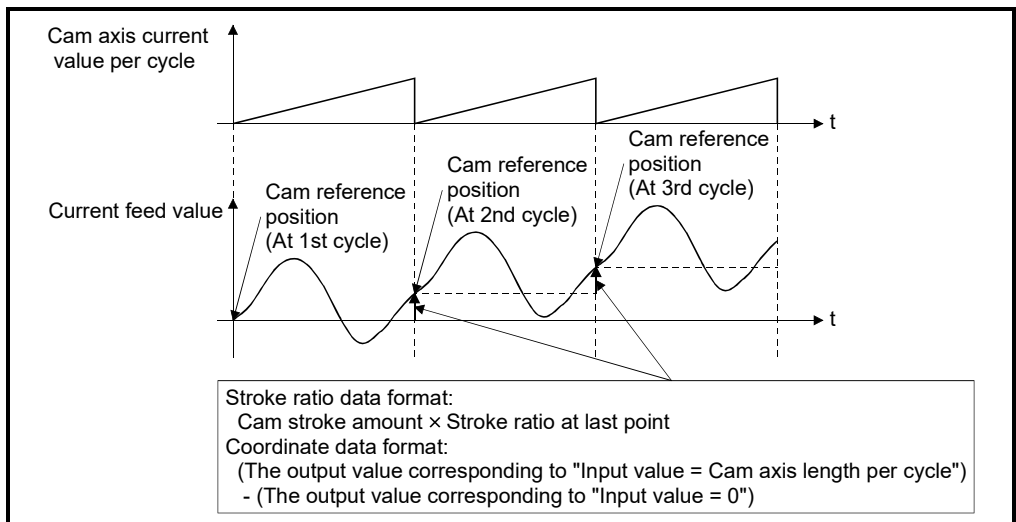 Cam axis current
value per cycle
t
Cam reference
position
(At 3rd cycle)
Cam reference
position
(At 2nd cycle)
Cam reference
position
(At 1st cycle)
Current feed value
t
Stroke ratio data format:
Cam stroke amount × Stroke ratio at last point
Coordinate data format:
(The output value corresponding to "Input value = Cam axis length per cycle")
- (The output value corresponding to "Input value = 0")